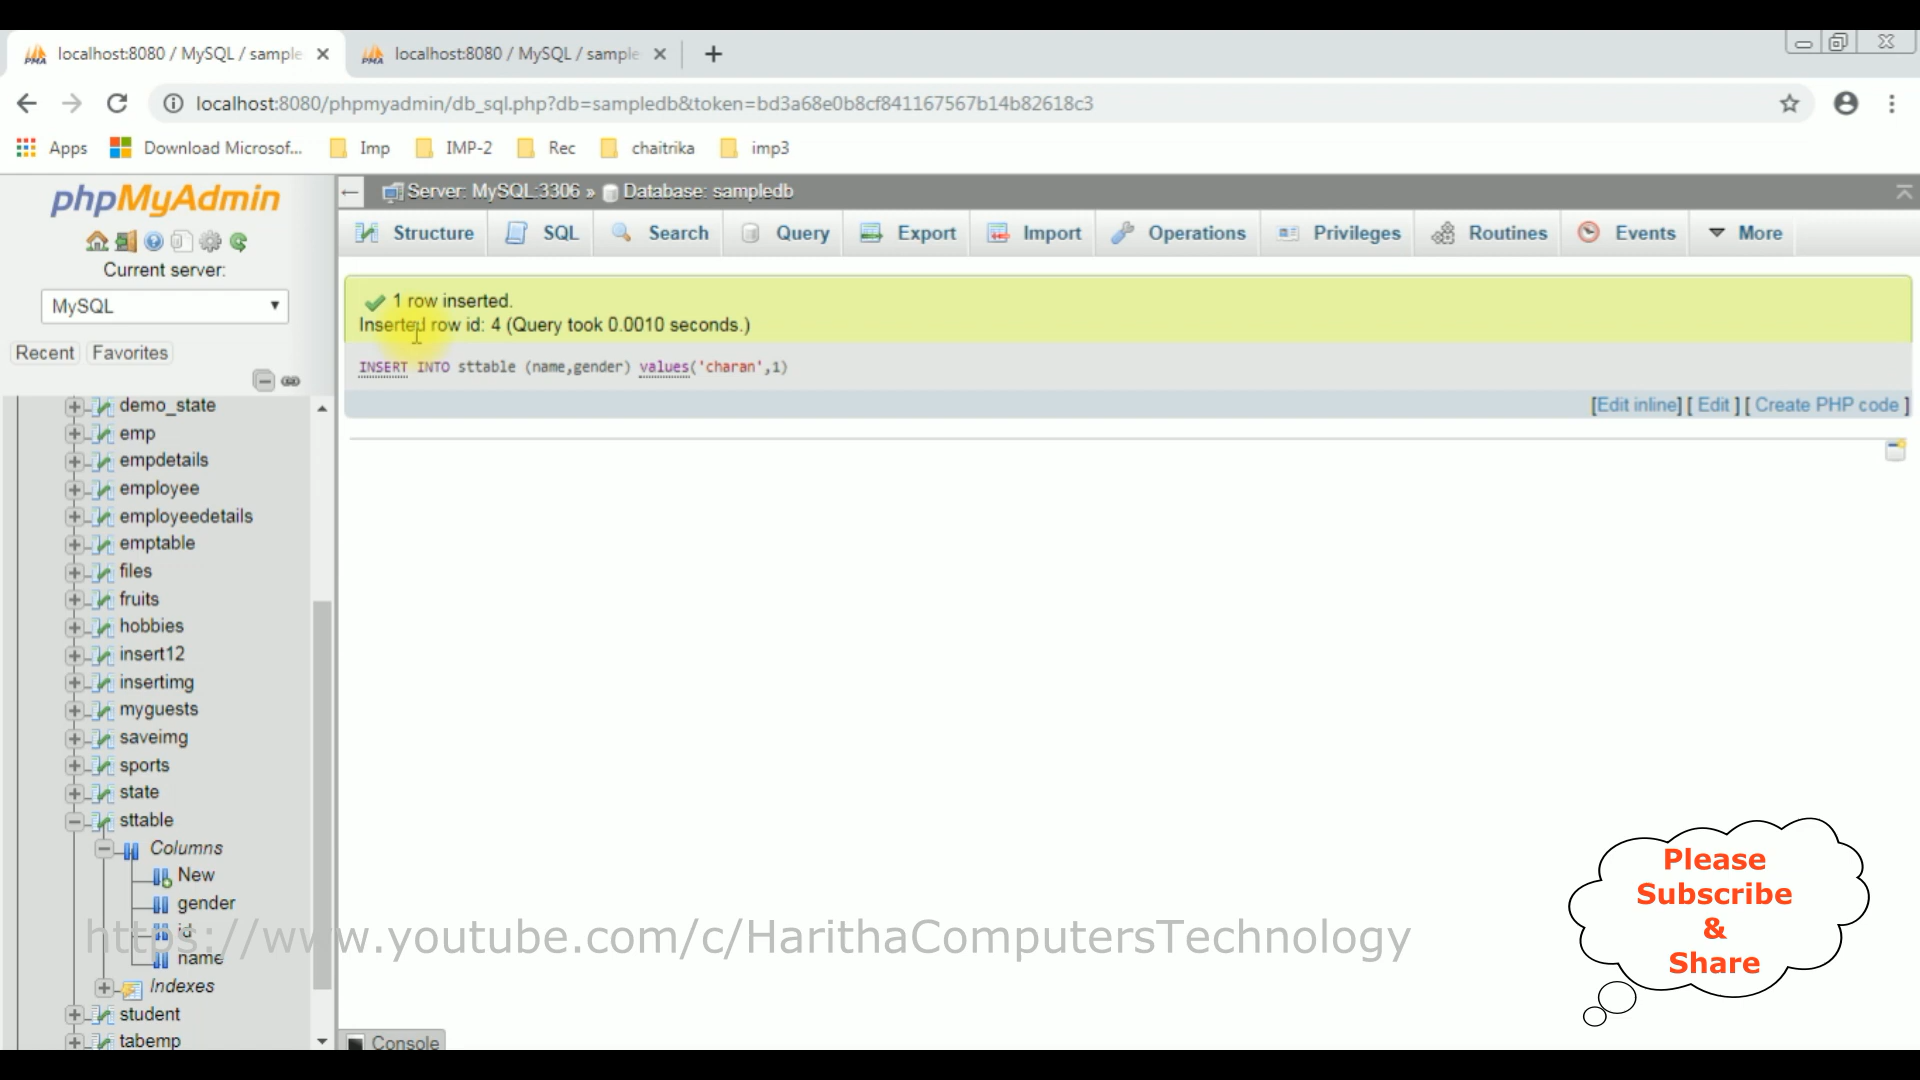 localhost:8080 / MySQL / sample
localhost:8080 / MySQL / sample
localhost:8080/phpmyadmin/db_sql.php?db=sampledb&token=bd3a68e0b8cf841167567b14b82618c3
Apps
Download Microsof...
Imp
IMP-2
Rec
chaitrika
imp3
phpMyAdmin
Current server:
MySQL
Recent
Favorites
demo_state
emp
empdetails
employee
employeedetails
emptable
files
fruits
hobbies
insert12
insertimg
myguests
saveimg
sports
state
sttable
Columns
New
gender
id
name
Indexes
student
tabemp
Server: MySQL:3306 » Database: sampledb
Structure
SQL
Search
Query
Export
Import
Operations
Privileges
Routines
Events
More
1 row inserted.
Inserted row id: 4 (Query took 0.0010 seconds.)
INSERT INTO sttable (name,gender) values('charan',1)
[Edit inline] [ Edit ] [ Create PHP code ]
Console
https://www.youtube.com/c/HarithaComputersTechnology
Please
Subscribe
&
Share